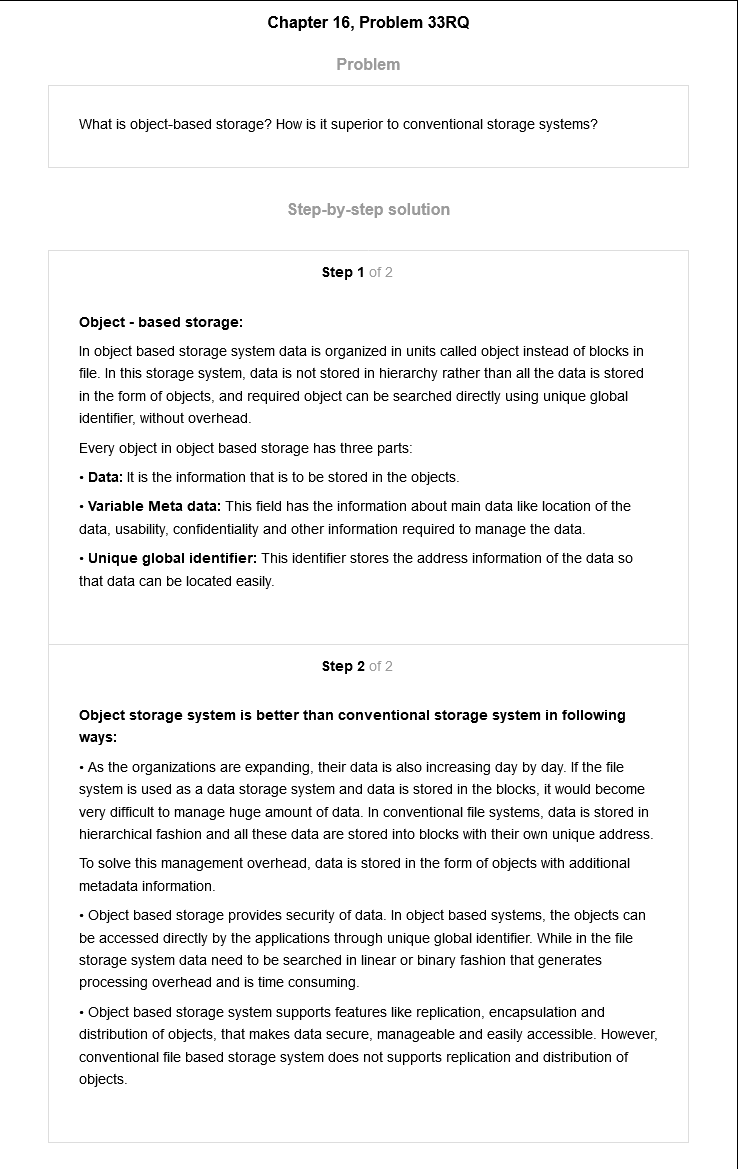 Chapter 16, Problem 33RQ
Problem
What is object-based storage? How is it superior to conventional storage systems?
Step-by-step solution
Step 1 of 2
Object - based storage:
In object based storage system data is organized in units called object instead of blocks in
file. In this storage system, data is not stored in hierarchy rather than all the data is stored
in the form of objects, and required object can be searched directly using unique global
identifier, without overhead.
Every object in object based storage has three parts:
• Data: It is the information that is to be stored in the objects.
• Variable Meta data: This field has the information about main data like location of the
data, usability, confidentiality and other information required to manage the data.
• Unique global identifier: This identifier stores the address information of the data so
that data can be located easily.
Step 2 of 2
Object storage system is better than conventional storage system in following
ways:
• As the organizations are expanding, their data is also increasing day by day. If the file
system is used as a data storage system and data is stored in the blocks, it would become
very difficult to manage huge amount of data. In conventional file systems, data is stored in
hierarchical fashion and all these data are stored into blocks with their own unique address.
To solve this management overhead, data is stored in the form of objects with additional
metadata information.
• Object based storage provides security of data. In object based systems, the objects can
be accessed directly by the applications through unique global identifier. While in the file
storage system data need to be searched in linear or binary fashion that generates
processing overhead and is time consuming.
• Object based storage system supports features like replication, encapsulation and
distribution of objects, that makes data secure, manageable and easily accessible. However,
conventional file based storage system does not supports replication and distribution of
objects.